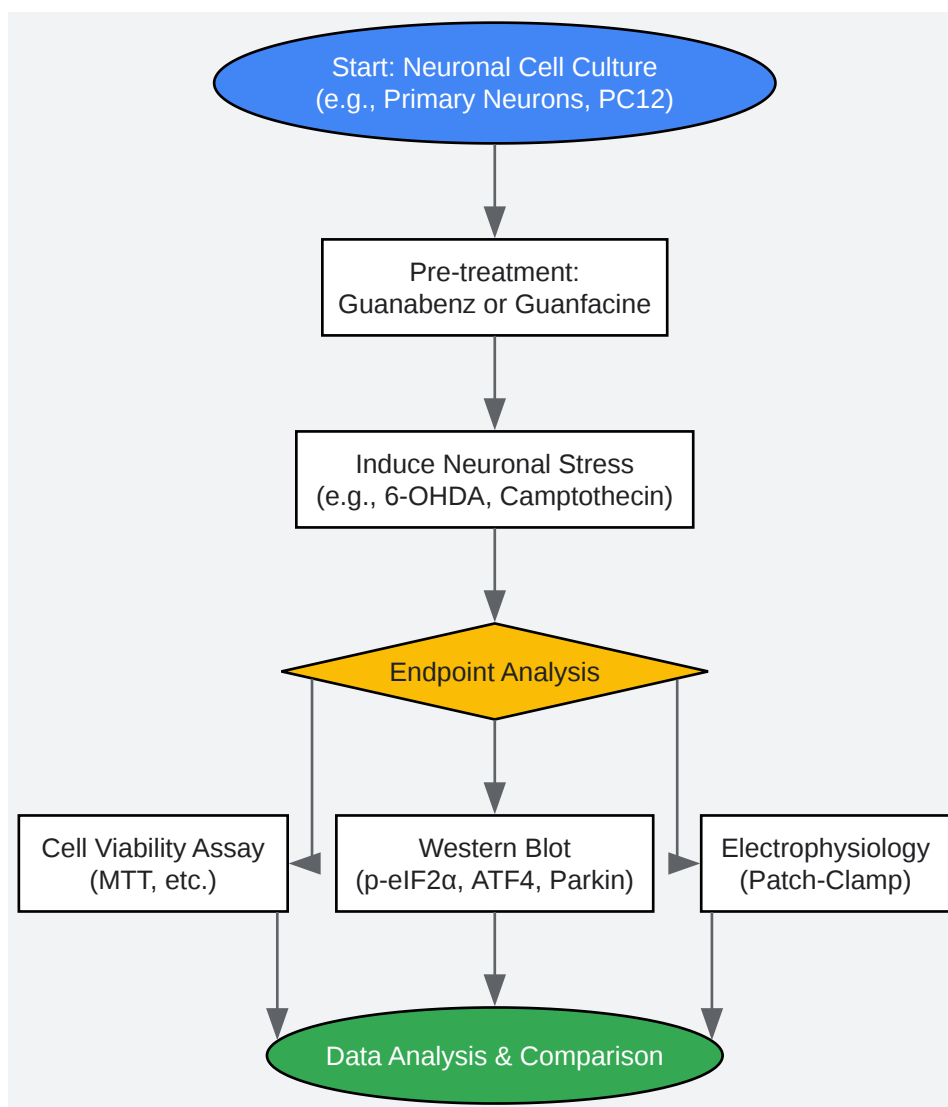 Start: Neuronal Cell Culture
(e.g., Primary Neurons, PC12)
Pre-treatment:
Guanabenz or Guanfacine
Induce Neuronal Stress
(e.g., 6-OHDA, Camptothecin)
Endpoint Analysis
Cell Viability Assay
(MTT, etc.)
Western Blot
(p-eIF2α, ATF4, Parkin)
Electrophysiology
(Patch-Clamp)
Data Analysis & Comparison